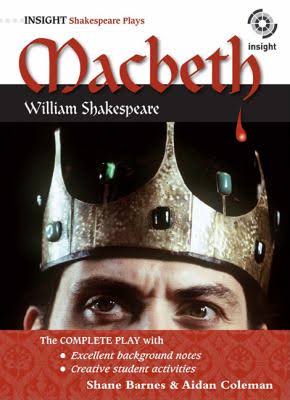 INSIGHT Shakespeare Plays
insight
Macbeth
William Shakespeare
The COMPLETE PLAY with
• Excellent background notes
• Creative student activities
Shane Barnes & Aidan Coleman